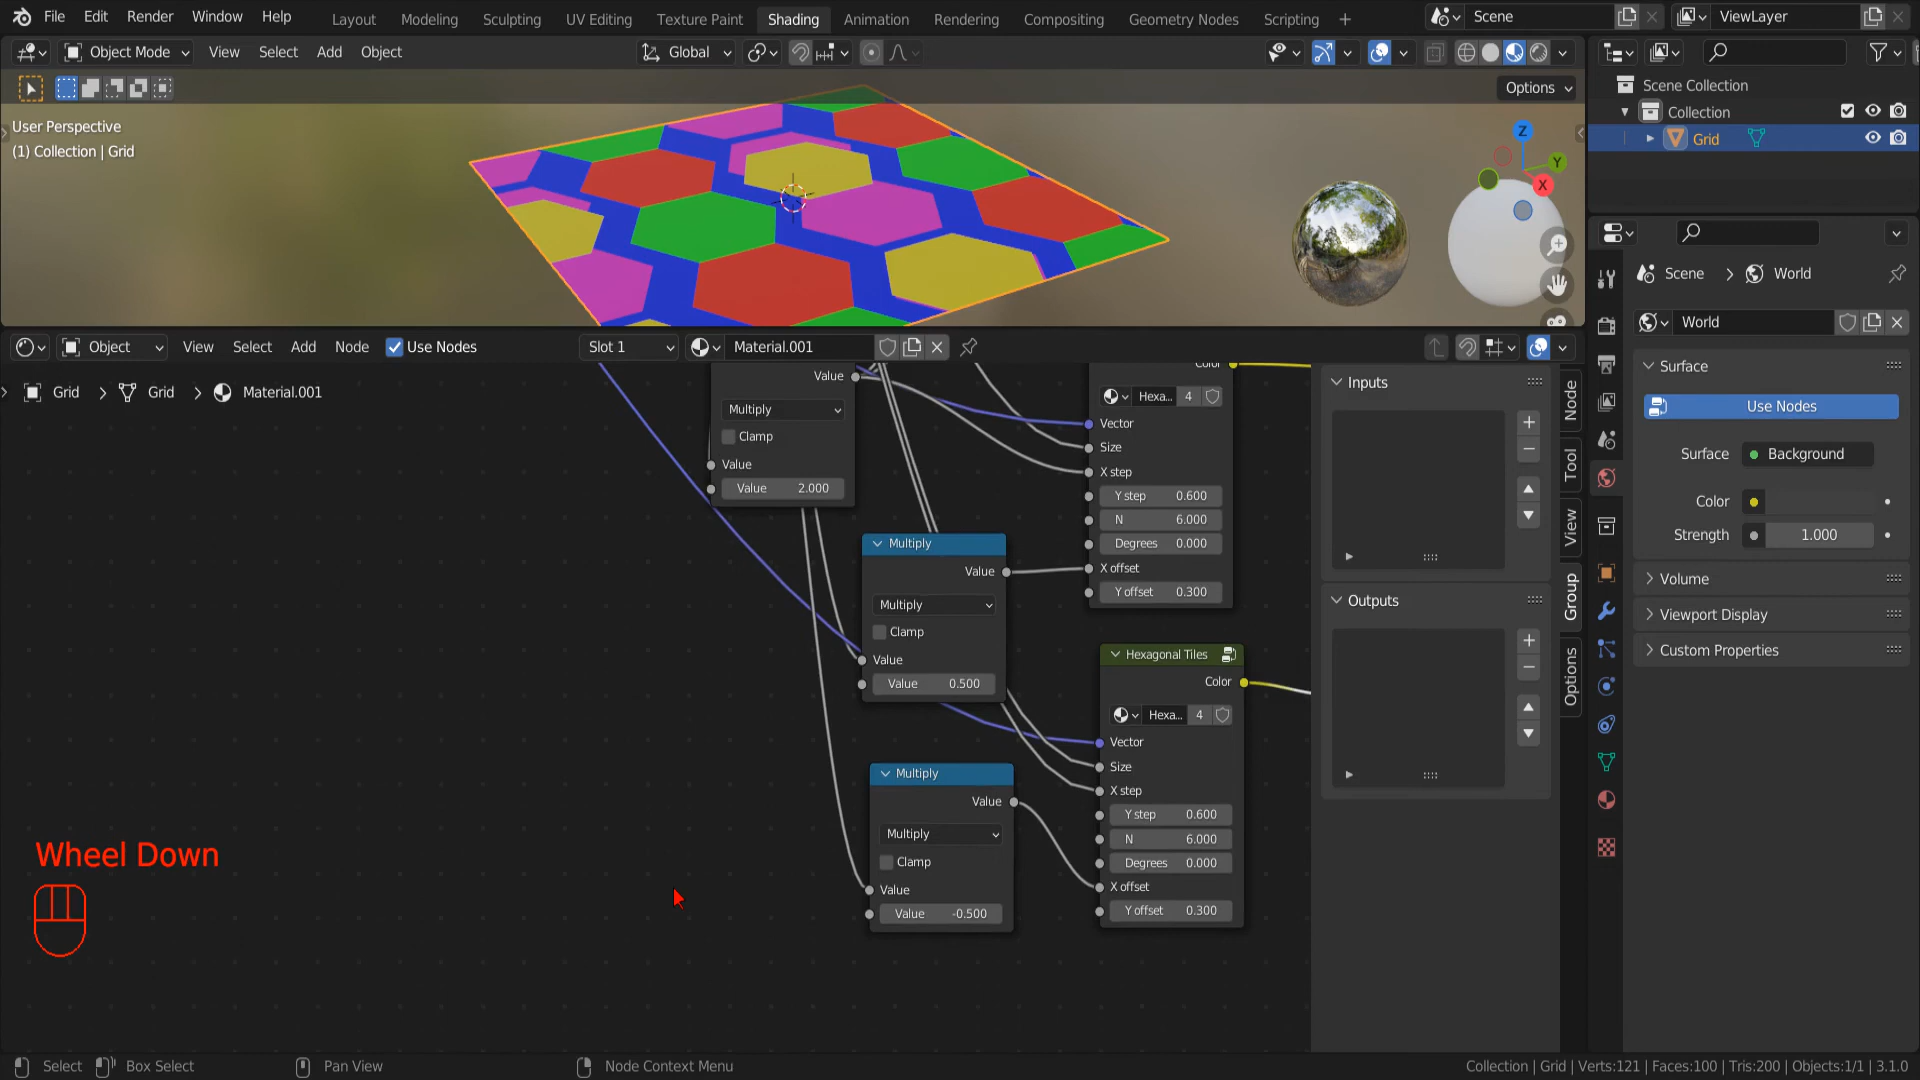 File Edit Render Window Help
Layout Modeling Sculpting UV Editing Texture Paint Shading Animation Rendering Compositing Geometry Nodes Scripting +
Scene
ViewLayer
Object Mode View Select Add Object
Global
Options
User Perspective
(1) Collection | Grid
Z
Y
X
Scene Collection
Collection
Grid
Scene > World
World
Surface
Use Nodes
Surface Background
Color
Strength 1.000
Volume
Viewport Display
Custom Properties
Object View Select Add Node Use Nodes
Slot 1
Material.001
Grid > Grid > Material.001
Value
Multiply
Clamp
Value
Value 2.000
Multiply
Value
Multiply
Clamp
Value
Value 0.500
Multiply
Value
Multiply
Clamp
Value
Value -0.500
Color
Hexa... 4
Vector
Size
X step
Y step 0.600
N 6.000
Degrees 0.000
X offset
Y offset 0.300
Hexagonal Tiles
Color
Hexa... 4
Vector
Size
X step
Y step 0.600
N 6.000
Degrees 0.000
X offset
Y offset 0.300
Inputs
Outputs
Node
Tool
View
Group
Options
Wheel Down
Select
Box Select
Pan View
Node Context Menu
Collection | Grid | Verts:121 | Faces:100 | Tris:200 | Objects:1/1 | 3.1.0